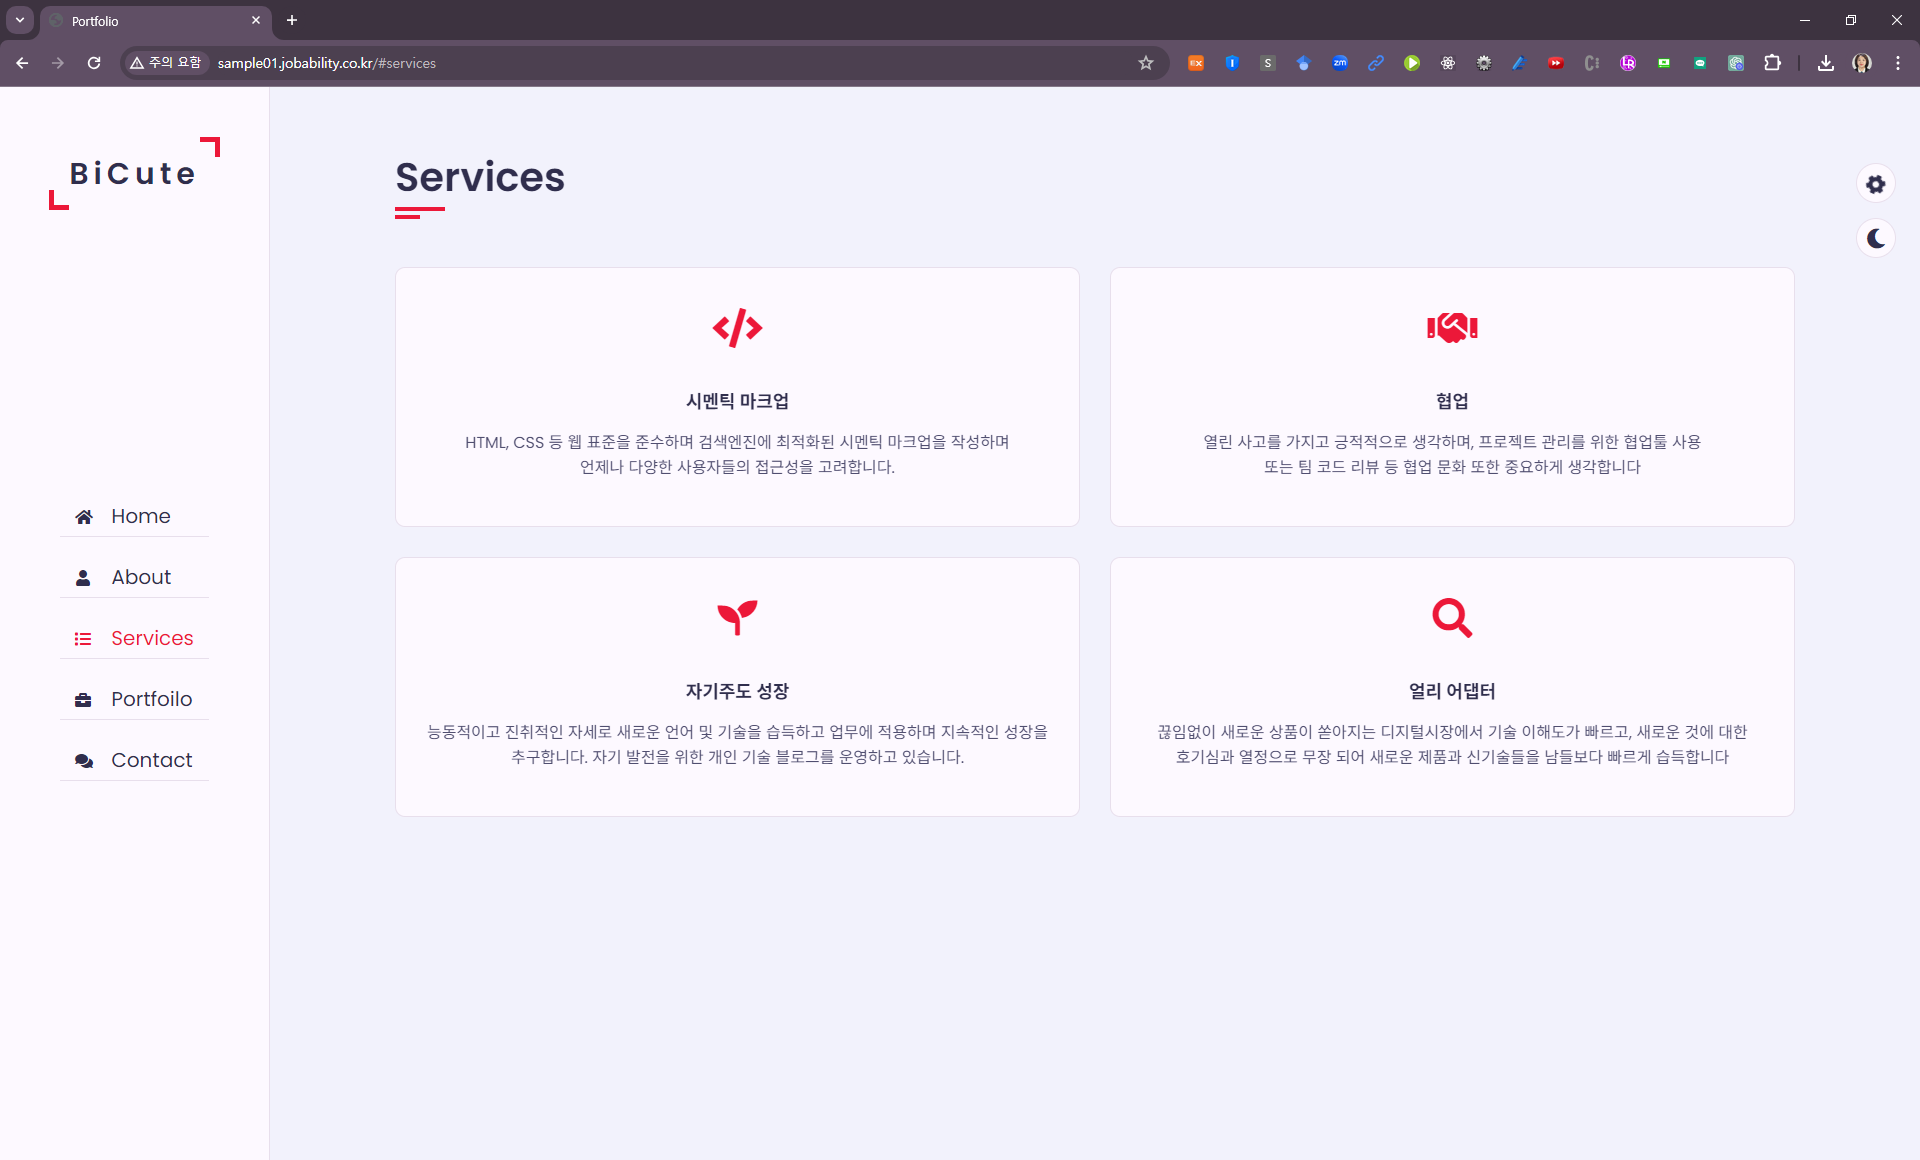 Portfolio
주의 요함
sample01.jobability.co.kr/#services
BiCute
Home
About
Services
Portfoilo
Contact
Services
시멘틱 마크업
HTML, CSS 등 웹 표준을 준수하며 검색엔진에 최적화된 시멘틱 마크업을 작성하며
언제나 다양한 사용자들의 접근성을 고려합니다.
협업
열린 사고를 가지고 긍적적으로 생각하며, 프로젝트 관리를 위한 협업툴 사용
또는 팀 코드 리뷰 등 협업 문화 또한 중요하게 생각합니다
자기주도 성장
능동적이고 진취적인 자세로 새로운 언어 및 기술을 습득하고 업무에 적용하며 지속적인 성장을
추구합니다. 자기 발전을 위한 개인 기술 블로그를 운영하고 있습니다.
얼리 어댑터
끊임없이 새로운 상품이 쏟아지는 디지털시장에서 기술 이해도가 빠르고, 새로운 것에 대한
호기심과 열정으로 무장 되어 새로운 제품과 신기술들을 남들보다 빠르게 습득합니다